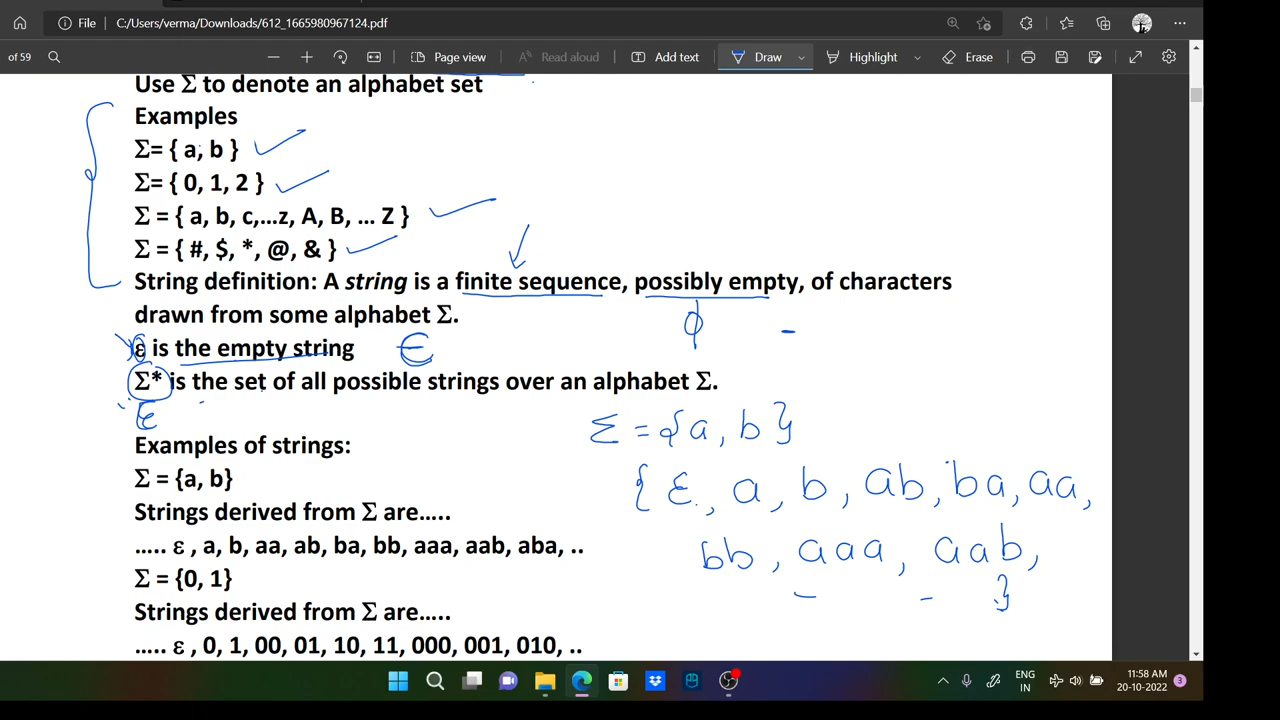 File C:/Users/verma/Downloads/612_1665980967124.pdf
of 59 Page view Read aloud Add text Draw Highlight Erase
Use Σ to denote an alphabet set
Examples
Σ= { a, b }
Σ= { 0, 1, 2 }
Σ = { a, b, c,...z, A, B, ... Z }
Σ = { #, $, *, @, & }
String definition: A string is a finite sequence, possibly empty, of characters
drawn from some alphabet Σ.
ϕ -
ε is the empty string ∈
Σ* is the set of all possible strings over an alphabet Σ.
Σ = {a, b}
Examples of strings:
Σ = {a, b}
{ ε, a, b, ab, ba, aa,
Strings derived from Σ are.....
..... ε , a, b, aa, ab, ba, bb, aaa, aab, aba, ..
bb, aaa, aab,
}
Σ = {0, 1}
Strings derived from Σ are.....
..... ε , 0, 1, 00, 01, 10, 11, 000, 001, 010, ..
ENG
IN
11:58 AM
20-10-2022
3